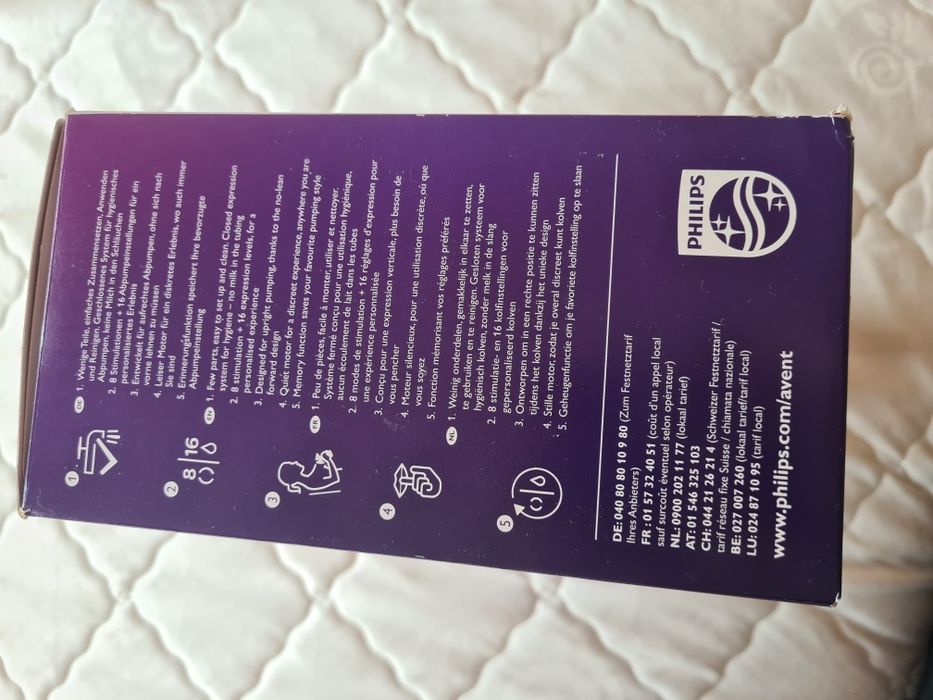 1
8|16
2
3
4
5
DE 1. Wenige Teile, einfaches Zusammensetzen, Anwenden
und Reinigen. Geschlossenes System für hygienisches
Abpumpen, keine Milch in den Schläuchen
2. 8 Stimulationen + 16 Abpumpeinstellungen für ein
personalisiertes Erlebnis
3. Entwickelt für aufrechtes Abpumpen, ohne sich nach
vorne lehnen zu müssen
4. Leiser Motor für ein diskretes Erlebnis, wo auch immer
Sie sind
5. Erinnerungsfunktion speichert Ihre bevorzugte
Abpumpeinstellung
EN 1. Few parts, easy to set up and clean. Closed expression
system for hygiene – no milk in the tubing
2. 8 stimulation + 16 expression levels, for a
personalised experience
3. Designed for upright pumping, thanks to the no-lean
forward design
4. Quiet motor for a discreet experience, anywhere you are
5. Memory function saves your favourite pumping style
FR 1. Peu de pièces, facile à monter, utiliser et nettoyer.
Système fermé conçu pour une utilisation hygiénique,
aucun écoulement de lait dans les tubes
2. 8 modes de stimulation + 16 réglages d'expression pour
une expérience personnalisée
3. Conçu pour une expression verticale, plus besoin de
vous pencher
4. Moteur silencieux, pour une utilisation discrète, où que
vous soyez
5. Fonction mémorisant vos réglages préférés
NL 1. Weinig onderdelen, gemakkelijk in elkaar te zetten,
te gebruiken en te reinigen. Gesloten systeem voor
hygiënisch kolven, zonder melk in de slang
2. 8 stimulatie- en 16 kolfinstellingen voor
gepersonaliseerd kolven
3. Ontworpen om in een rechte positie te kunnen zitten
tijdens het kolven dankzij het unieke design
4. Stille motor, zodat je overal discreet kunt kolven
5. Geheugenfunctie om je favoriete kolfinstelling op te slaan
DE: 040 80 80 10 9 80 (Zum Festnetztarif
Ihres Anbieters)
FR : 01 57 32 40 51 (coût d'un appel local
sauf surcoût éventuel selon opérateur)
NL: 0900 202 11 77 (lokaal tarief)
AT: 01 546 325 103
CH: 044 21 26 21 4 (Schweizer Festnetztarif /
tarif réseau fixe Suisse / chiamata nazionale)
BE: 027 007 260 (lokaal tarief/tarif local)
LU: 024 87 10 95 (tarif local)
www.philips.com/avent
PHILIPS